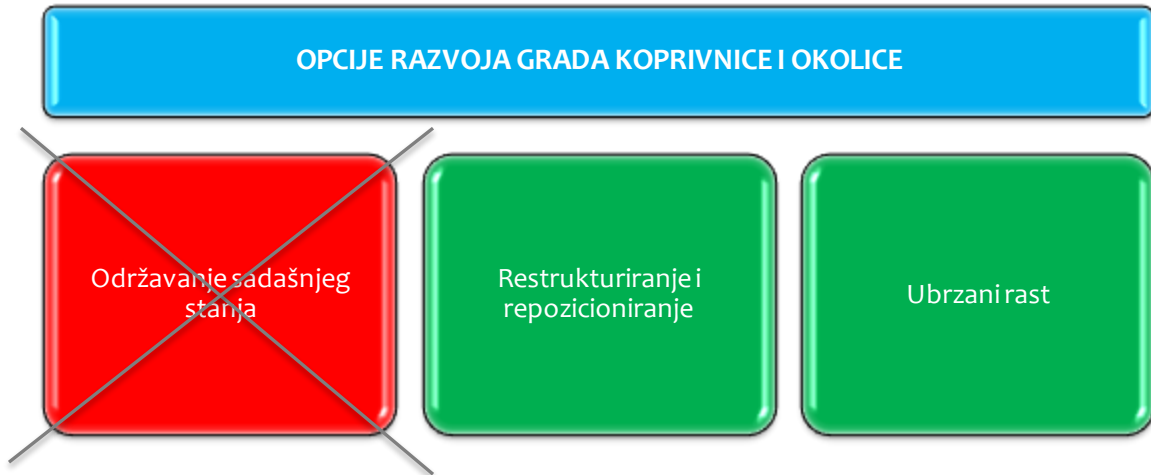 OPCIJE RAZVOJA GRADA KOPRIVNICE I OKOLICE
Održavanje sadašnjeg
stanja
Restrukturiranje i
repozicioniranje
Ubrzani rast